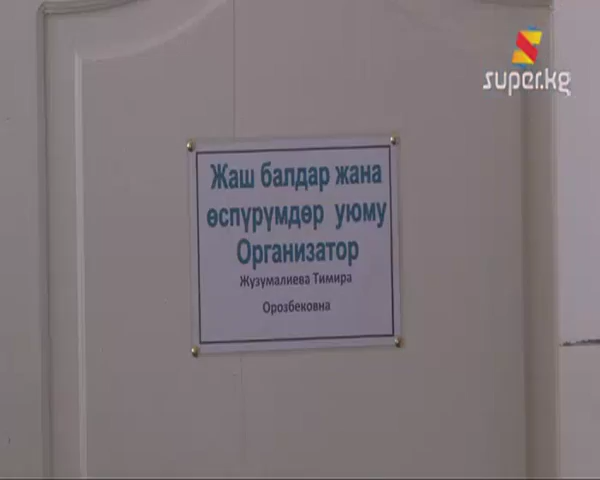 super.kg
Жаш балдар жана
өспүрүмдөр уюму
Организатор
Жузумалиева Тимира
Орозбековна